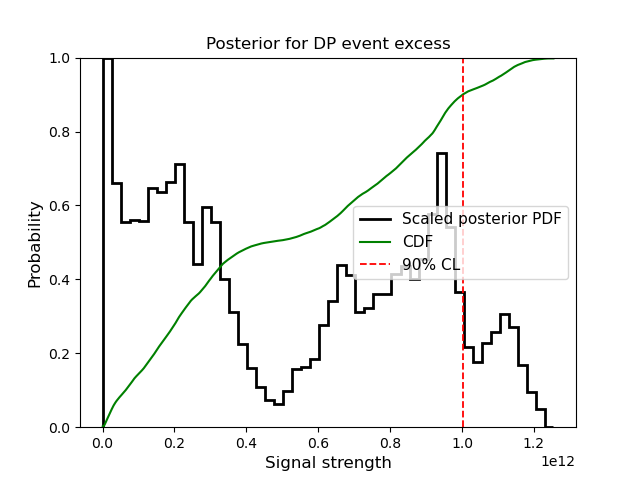 Posterior for DP event excess
Probability
1.0
0.8
0.6
0.4
0.2
0.0
Scaled posterior PDF
CDF
90% CL
0.0 0.2 0.4 0.6 0.8 1.0 1.2
1e12
Signal strength